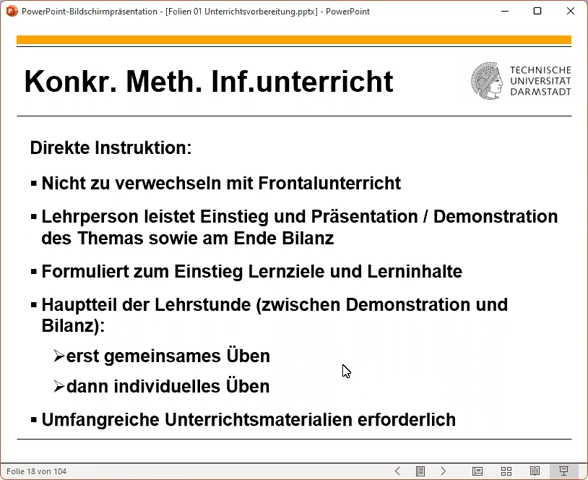 PowerPoint-Bildschirmpräsentation - [Folien 01 Unterrichtsvorbereitung.pptx] - PowerPoint
Konkr. Meth. Inf.unterricht
TECHNISCHE
UNIVERSITÄT
DARMSTADT
Direkte Instruktion:
▪ Nicht zu verwechseln mit Frontalunterricht
▪ Lehrperson leistet Einstieg und Präsentation / Demonstration
des Themas sowie am Ende Bilanz
▪ Formuliert zum Einstieg Lernziele und Lerninhalte
▪ Hauptteil der Lehrstunde (zwischen Demonstration und
Bilanz):
➢erst gemeinsames Üben
➢dann individuelles Üben
▪ Umfangreiche Unterrichtsmaterialien erforderlich
Folie 18 von 104